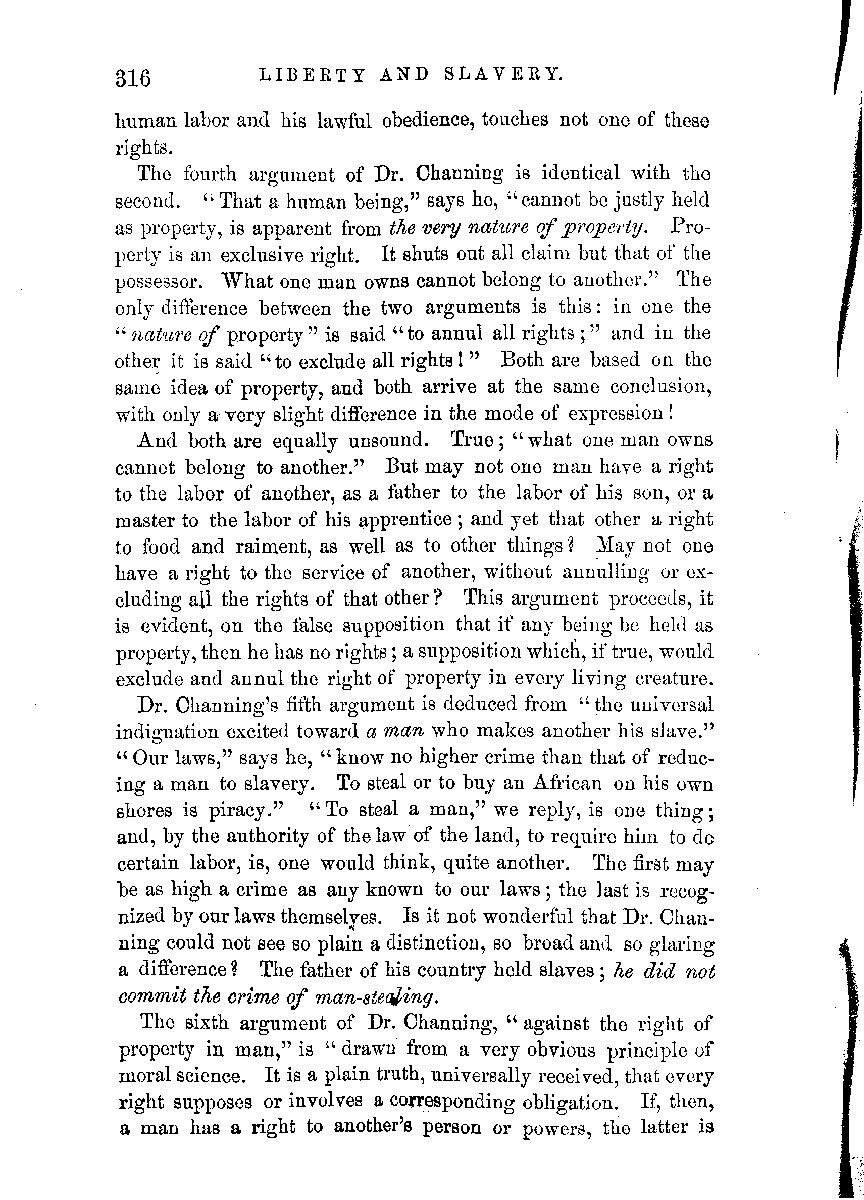 316 LIBERTY AND SLAVERY.
human labor and his lawful obedience, touches not one of these
rights.
The fourth argument of Dr. Channing is identical with the
second. “That a human being,” says he, “cannot be justly held
as property, is apparent from the very nature of property. Pro-
perty is an exclusive right. It shuts out all claim but that of the
possessor. What one man owns cannot belong to another.” The
only difference between the two arguments is this: in one the
“nature of property” is said “to annul all rights;” and in the
other it is said “to exclude all rights!” Both are based on the
same idea of property, and both arrive at the same conclusion,
with only a very slight difference in the mode of expression!
And both are equally unsound. True; “what one man owns
cannot belong to another.” But may not one man have a right
to the labor of another, as a father to the labor of his son, or a
master to the labor of his apprentice; and yet that other a right
to food and raiment, as well as to other things? May not one
have a right to the service of another, without annulling or ex-
cluding all the rights of that other? This argument proceeds, it
is evident, on the false supposition that if any being be held as
property, then he has no rights; a supposition which, if true, would
exclude and annul the right of property in every living creature.
Dr. Channing’s fifth argument is deduced from “the universal
indignation excited toward a man who makes another his slave.”
“Our laws,” says he, “know no higher crime than that of reduc-
ing a man to slavery. To steal or to buy an African on his own
shores is piracy.” “To steal a man,” we reply, is one thing;
and, by the authority of the law of the land, to require him to do
certain labor, is, one would think, quite another. The first may
be as high a crime as any known to our laws; the last is recog-
nized by our laws themselves. Is it not wonderful that Dr. Chan-
ning could not see so plain a distinction, so broad and so glaring
a difference? The father of his country held slaves; he did not
commit the crime of man-stealing.
The sixth argument of Dr. Channing, “against the right of
property in man,” is “drawn from a very obvious principle of
moral science. It is a plain truth, universally received, that every
right supposes or involves a corresponding obligation. If, then,
a man has a right to another’s person or powers, the latter is